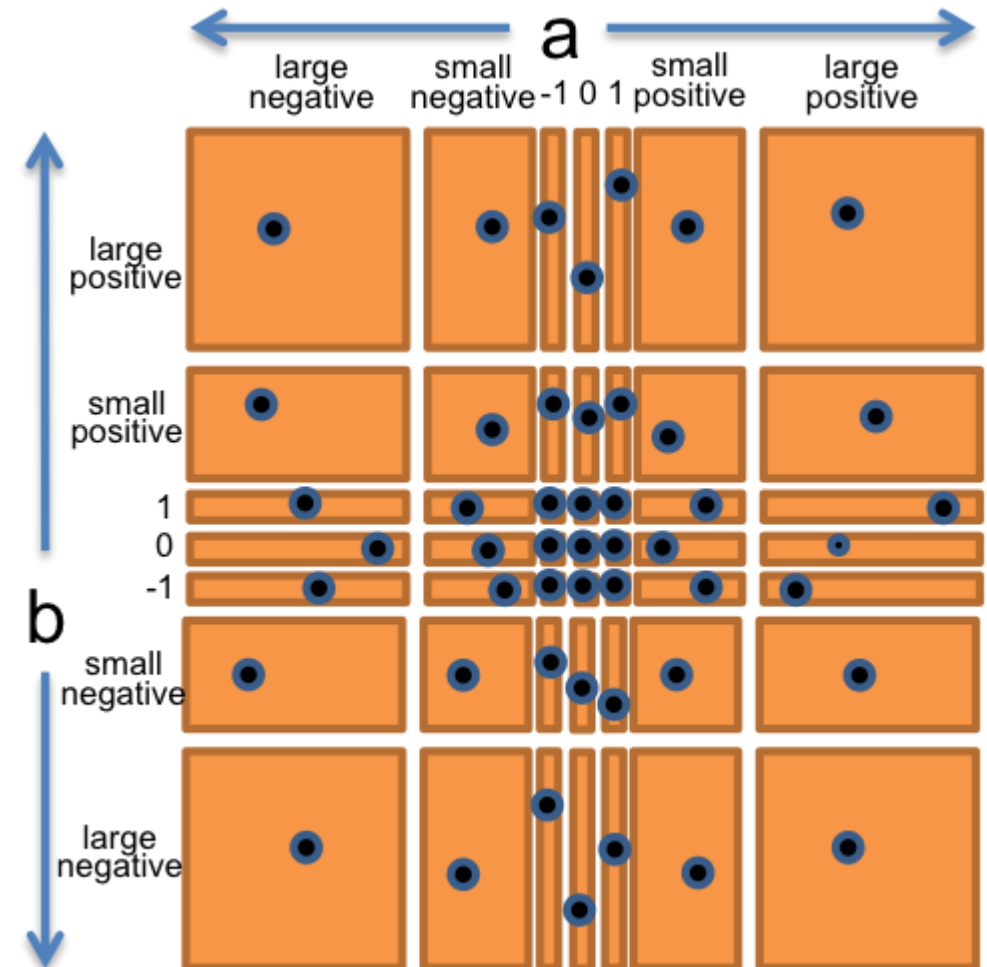 a
large
negative
small
negative
-1 0 1
small
positive
large
positive
large
positive
small
positive
1
0
-1
b
small
negative
large
negative